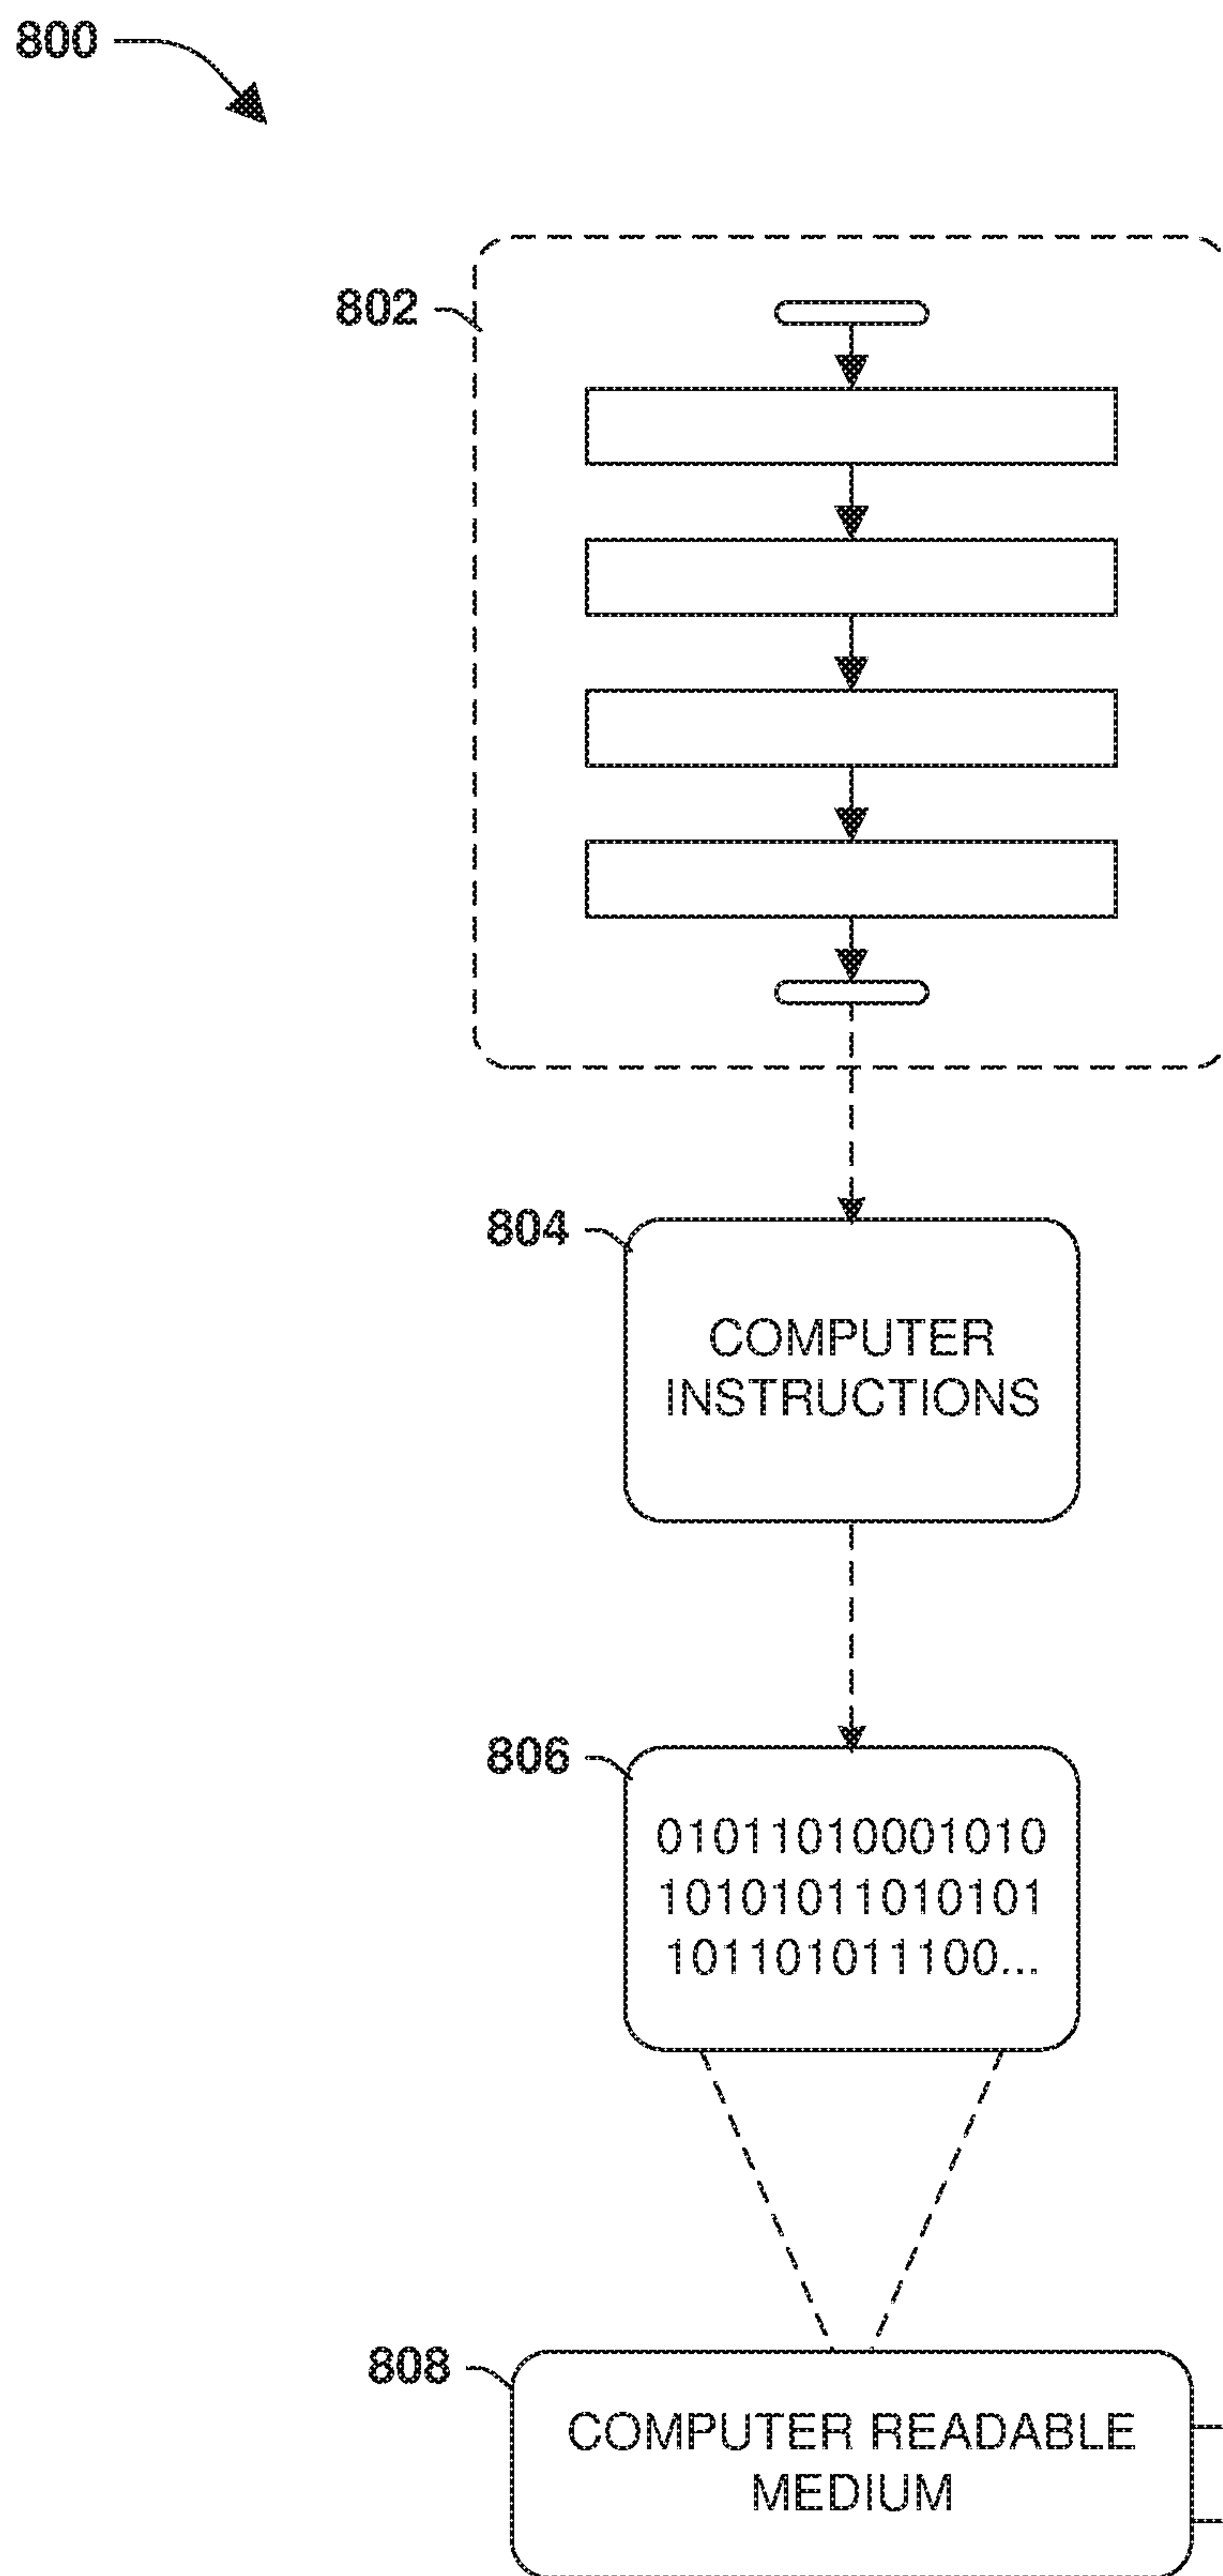 800
802
804
COMPUTER
INSTRUCTIONS
806
01011010001010
10101011010101
101101011100...
808
COMPUTER READABLE
MEDIUM